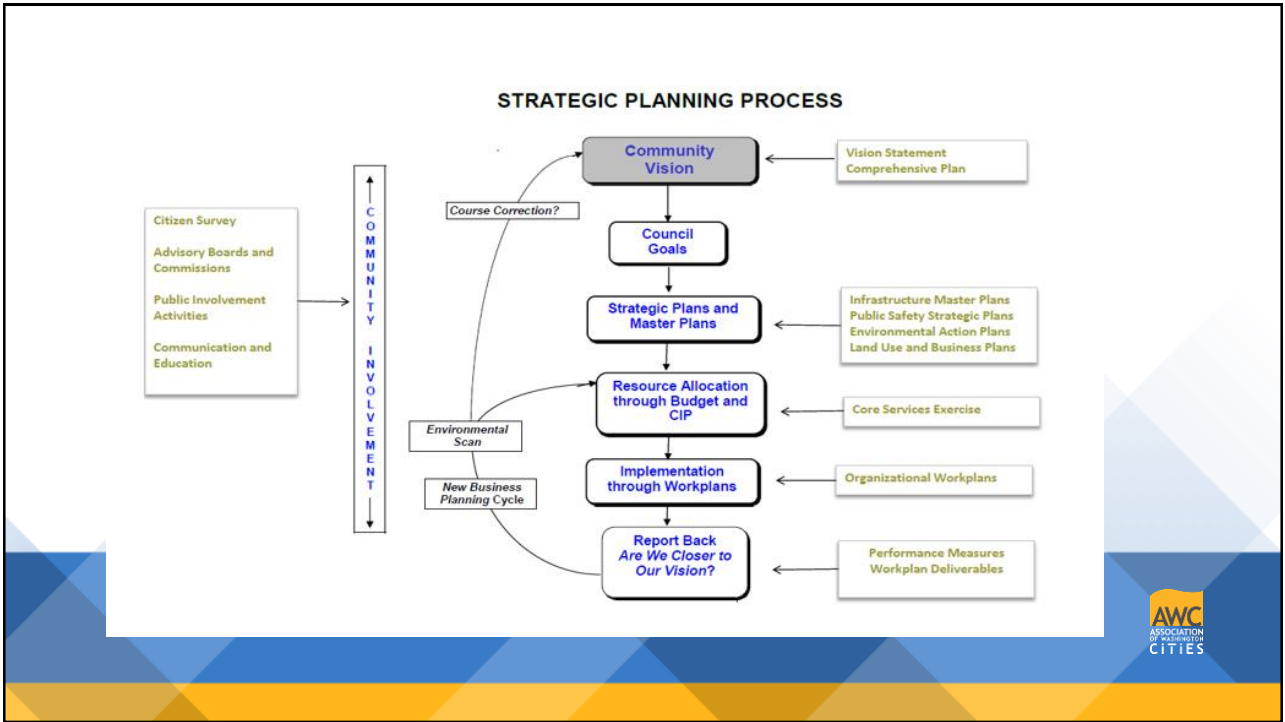 STRATEGIC PLANNING PROCESS
Community
Vision
Vision Statement
Comprehensive Plan
Course Correction?
Council
Goals
Citizen Survey
Advisory Boards and
Commissions
Public Involvement
Activities
Communication and
Education
COMMUNITY INVOLVEMENT
Strategic Plans and
Master Plans
Infrastructure Master Plans
Public Safety Strategic Plans
Environmental Action Plans
Land Use and Business Plans
Resource Allocation
through Budget and
CIP
Core Services Exercise
Environmental
Scan
Implementation
through Workplans
Organizational Workplans
New Business
Planning Cycle
Report Back
Are We Closer to
Our Vision?
Performance Measures
Workplan Deliverables
AWC
ASSOCIATION
OF WASHINGTON
CiTiES